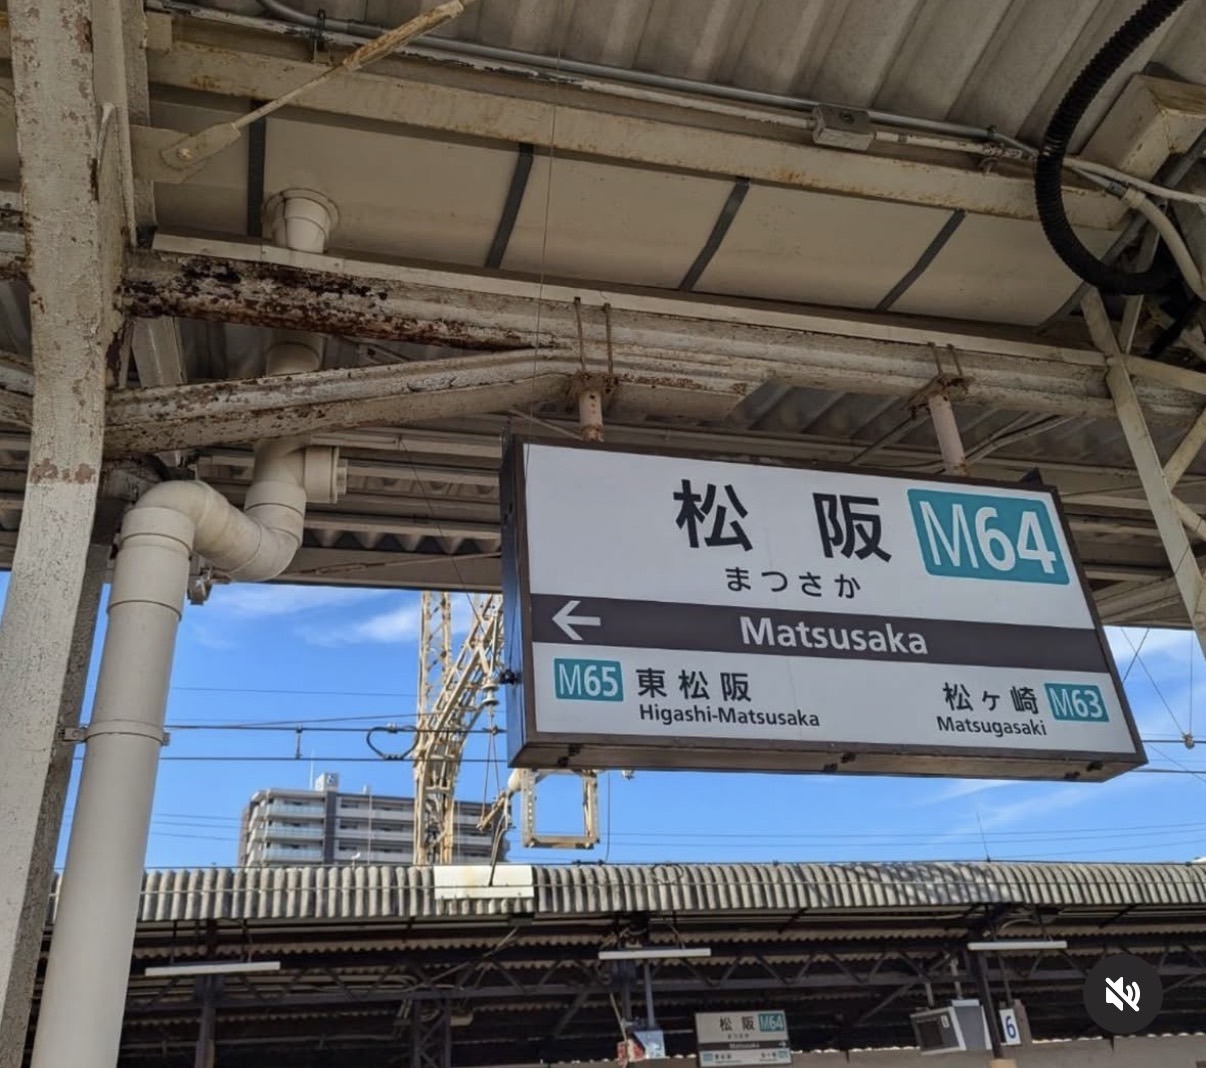 松阪 M64
まつさか
← Matsusaka
M65 東松阪 松ヶ崎 M63
Higashi-Matsusaka Matsugasaki
松阪 M64
Matsusaka
6